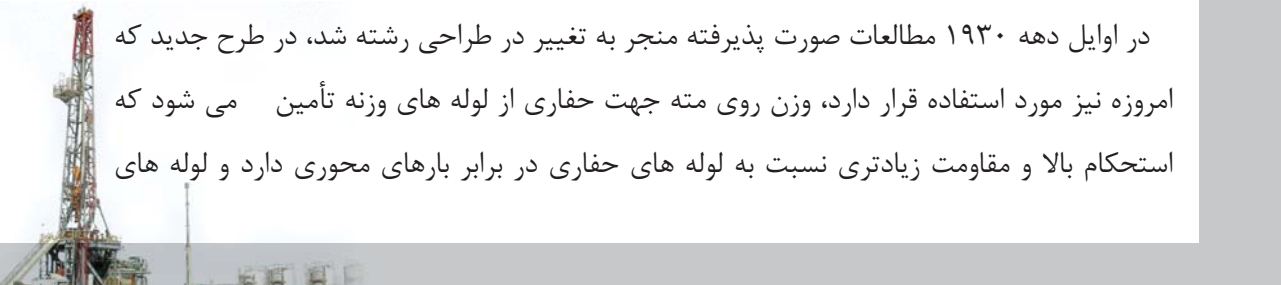 در اوایل دهه ۱۹۳۰ مطالعات صورت پذیرفته منجر به تغییر در طراحی رشته شد، در طرح جدید که
امروزه نیز مورد استفاده قرار دارد، وزن روی مته جهت حفاری از لوله های وزنه تأمین می شود که
استحکام بالا و مقاومت زیادتری نسبت به لوله های حفاری در برابر بارهای محوری دارد و لوله های